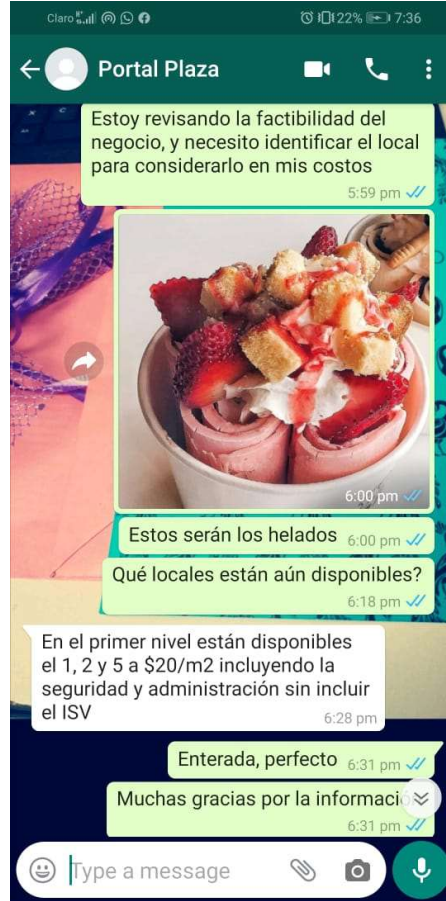 Claro 22% 7:36
Portal Plaza
Estoy revisando la factibilidad del
negocio, y necesito identificar el local
para considerarlo en mis costos
5:59 pm
6:00 pm
Estos serán los helados 6:00 pm
Qué locales están aún disponibles?
6:18 pm
En el primer nivel están disponibles
el 1, 2 y 5 a $20/m2 incluyendo la
seguridad y administración sin incluir
el ISV 6:28 pm
Enterada, perfecto 6:31 pm
Muchas gracias por la informació
6:31 pm
Type a message